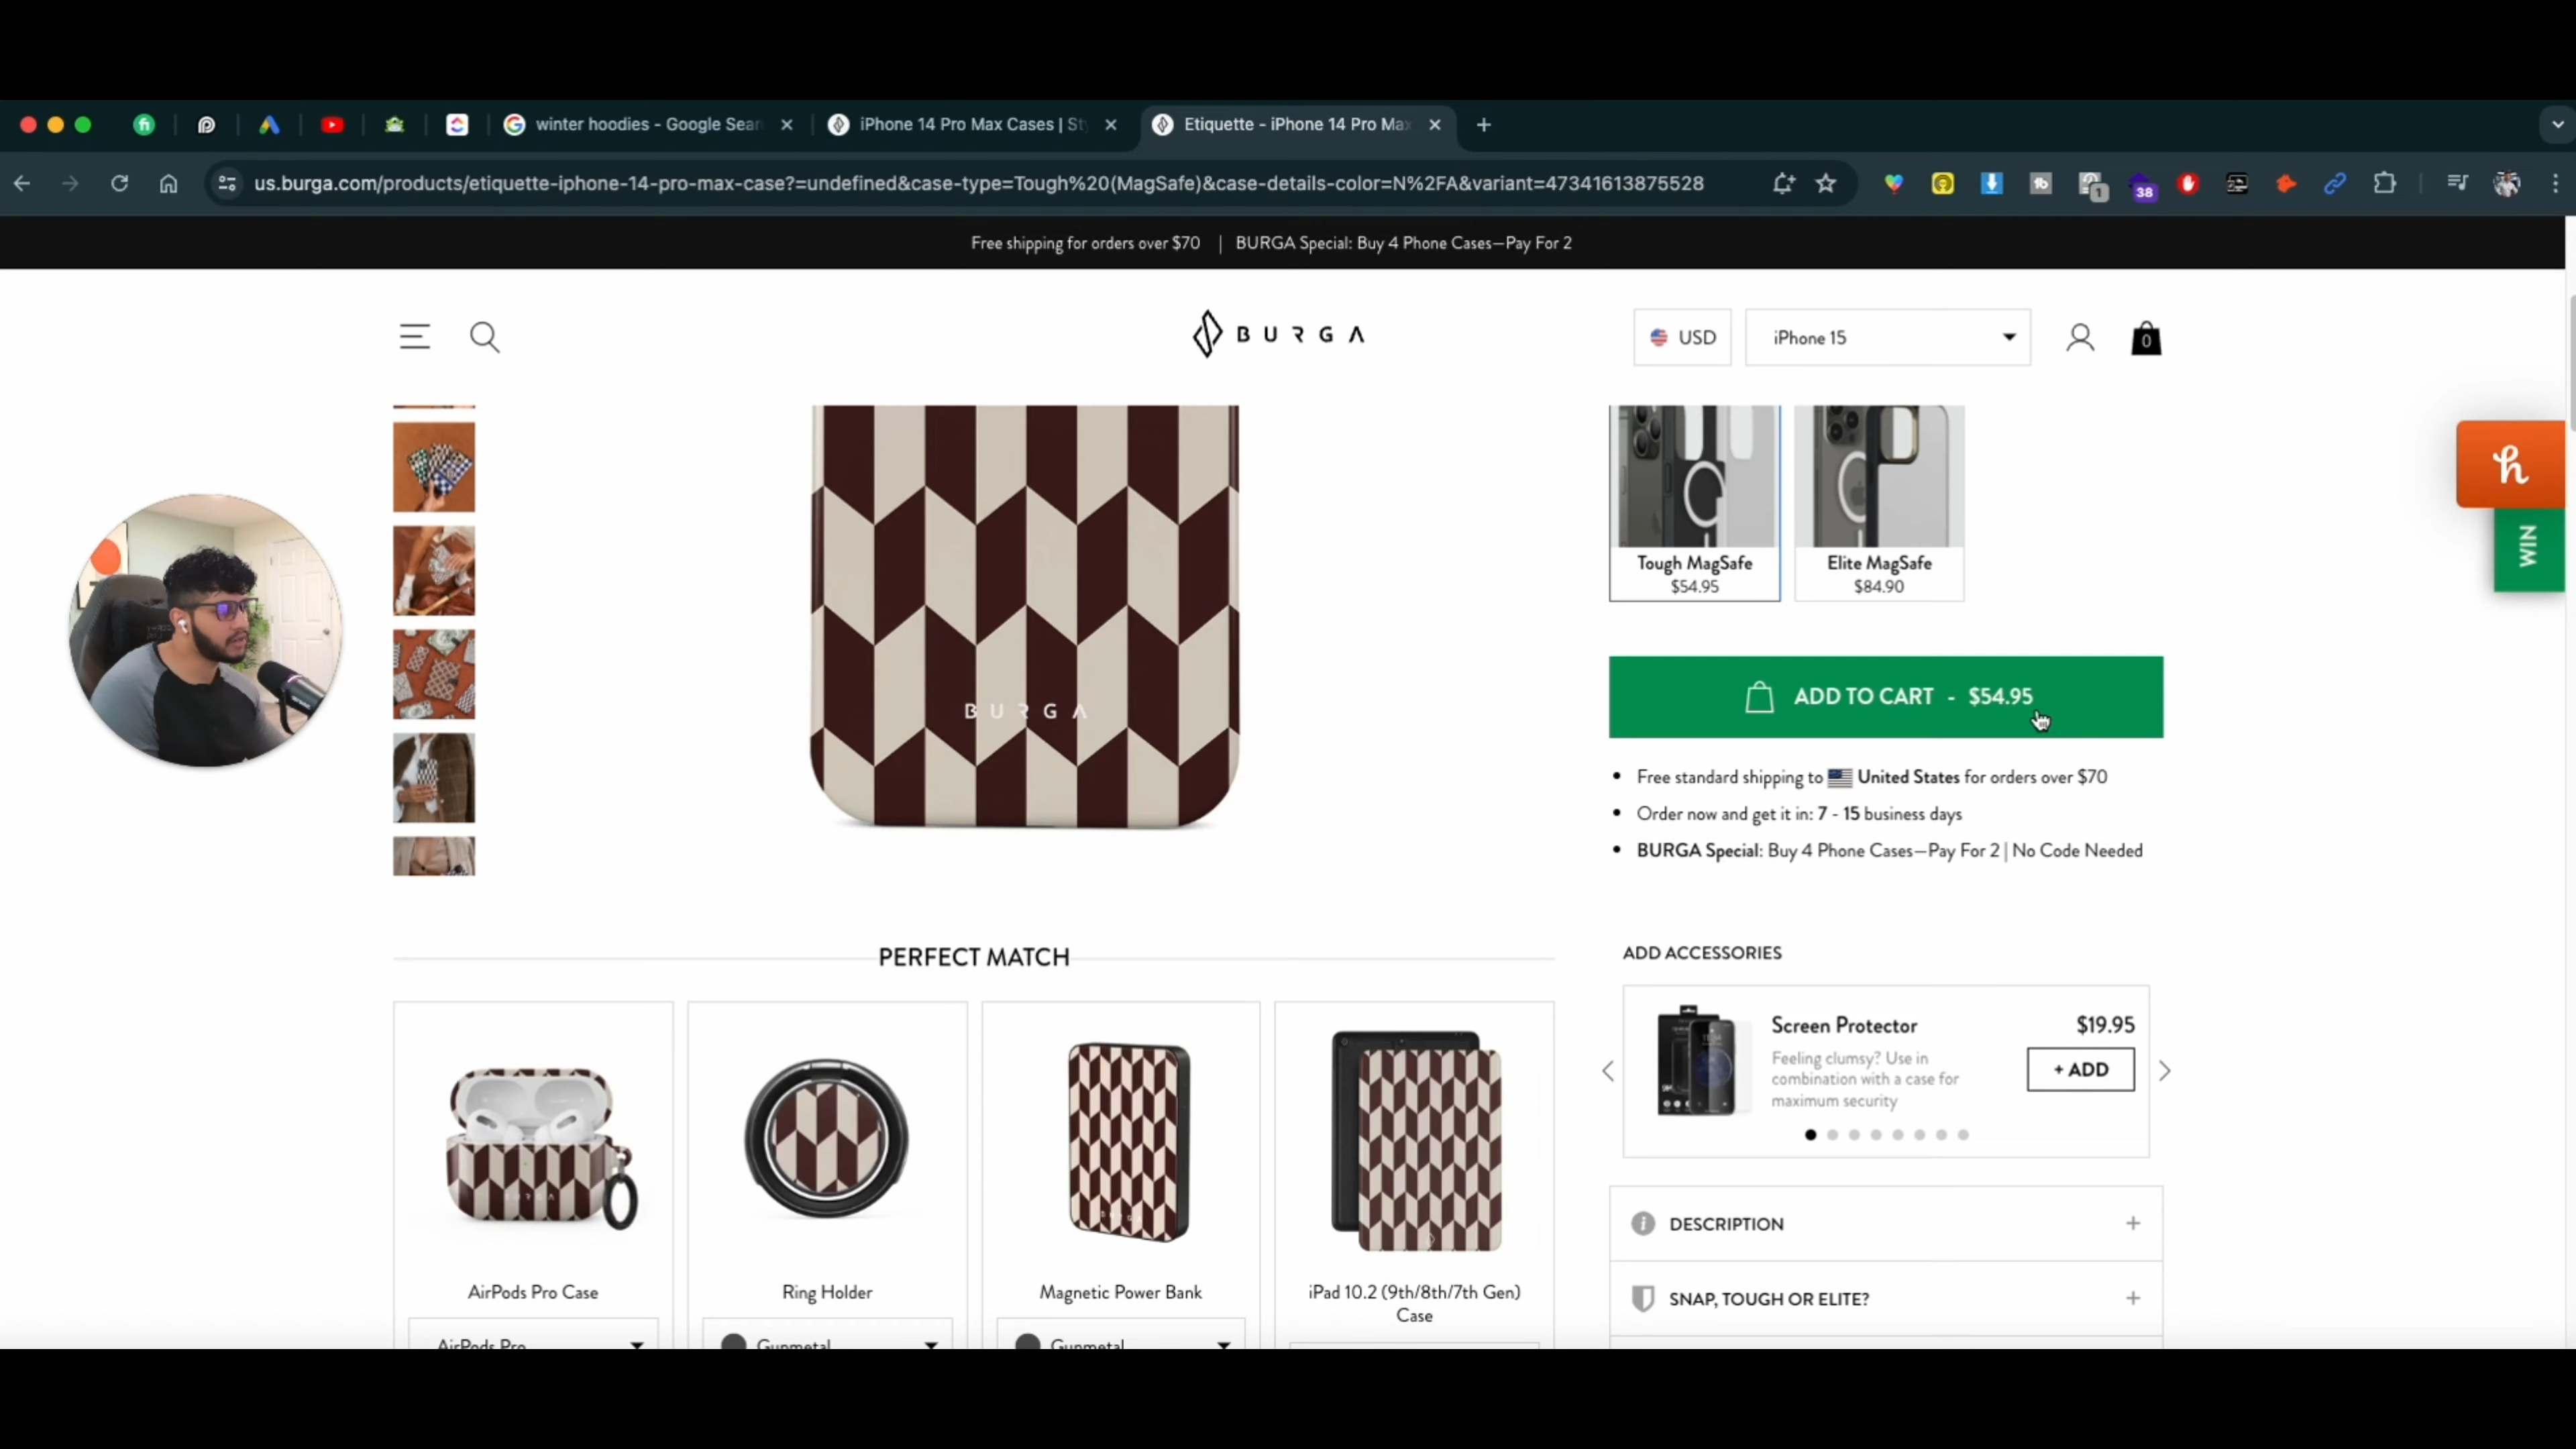 winter hoodies - Google Sear
iPhone 14 Pro Max Cases | St
Etiquette - iPhone 14 Pro Max
us.burga.com/products/etiquette-iphone-14-pro-max-case?=undefined&case-type=Tough%20(MagSafe)&case-details-color=N%2FA&variant=47341613875528
1
38
Free shipping for orders over $70 | BURGA Special: Buy 4 Phone Cases—Pay For 2
BURGA
USD
iPhone 15
0
Tough MagSafe
$54.95
Elite MagSafe
$84.90
WIN
BURGA
ADD TO CART - $54.95
• Free standard shipping to United States for orders over $70
• Order now and get it in: 7 - 15 business days
• BURGA Special: Buy 4 Phone Cases—Pay For 2 | No Code Needed
PERFECT MATCH
AirPods Pro Case
Ring Holder
Magnetic Power Bank
iPad 10.2 (9th/8th/7th Gen)
Case
AirPods Pro
Gunmetal
Gunmetal
ADD ACCESSORIES
Screen Protector
$19.95
Feeling clumsy? Use in
combination with a case for
maximum security
+ ADD
DESCRIPTION +
SNAP, TOUGH OR ELITE? +